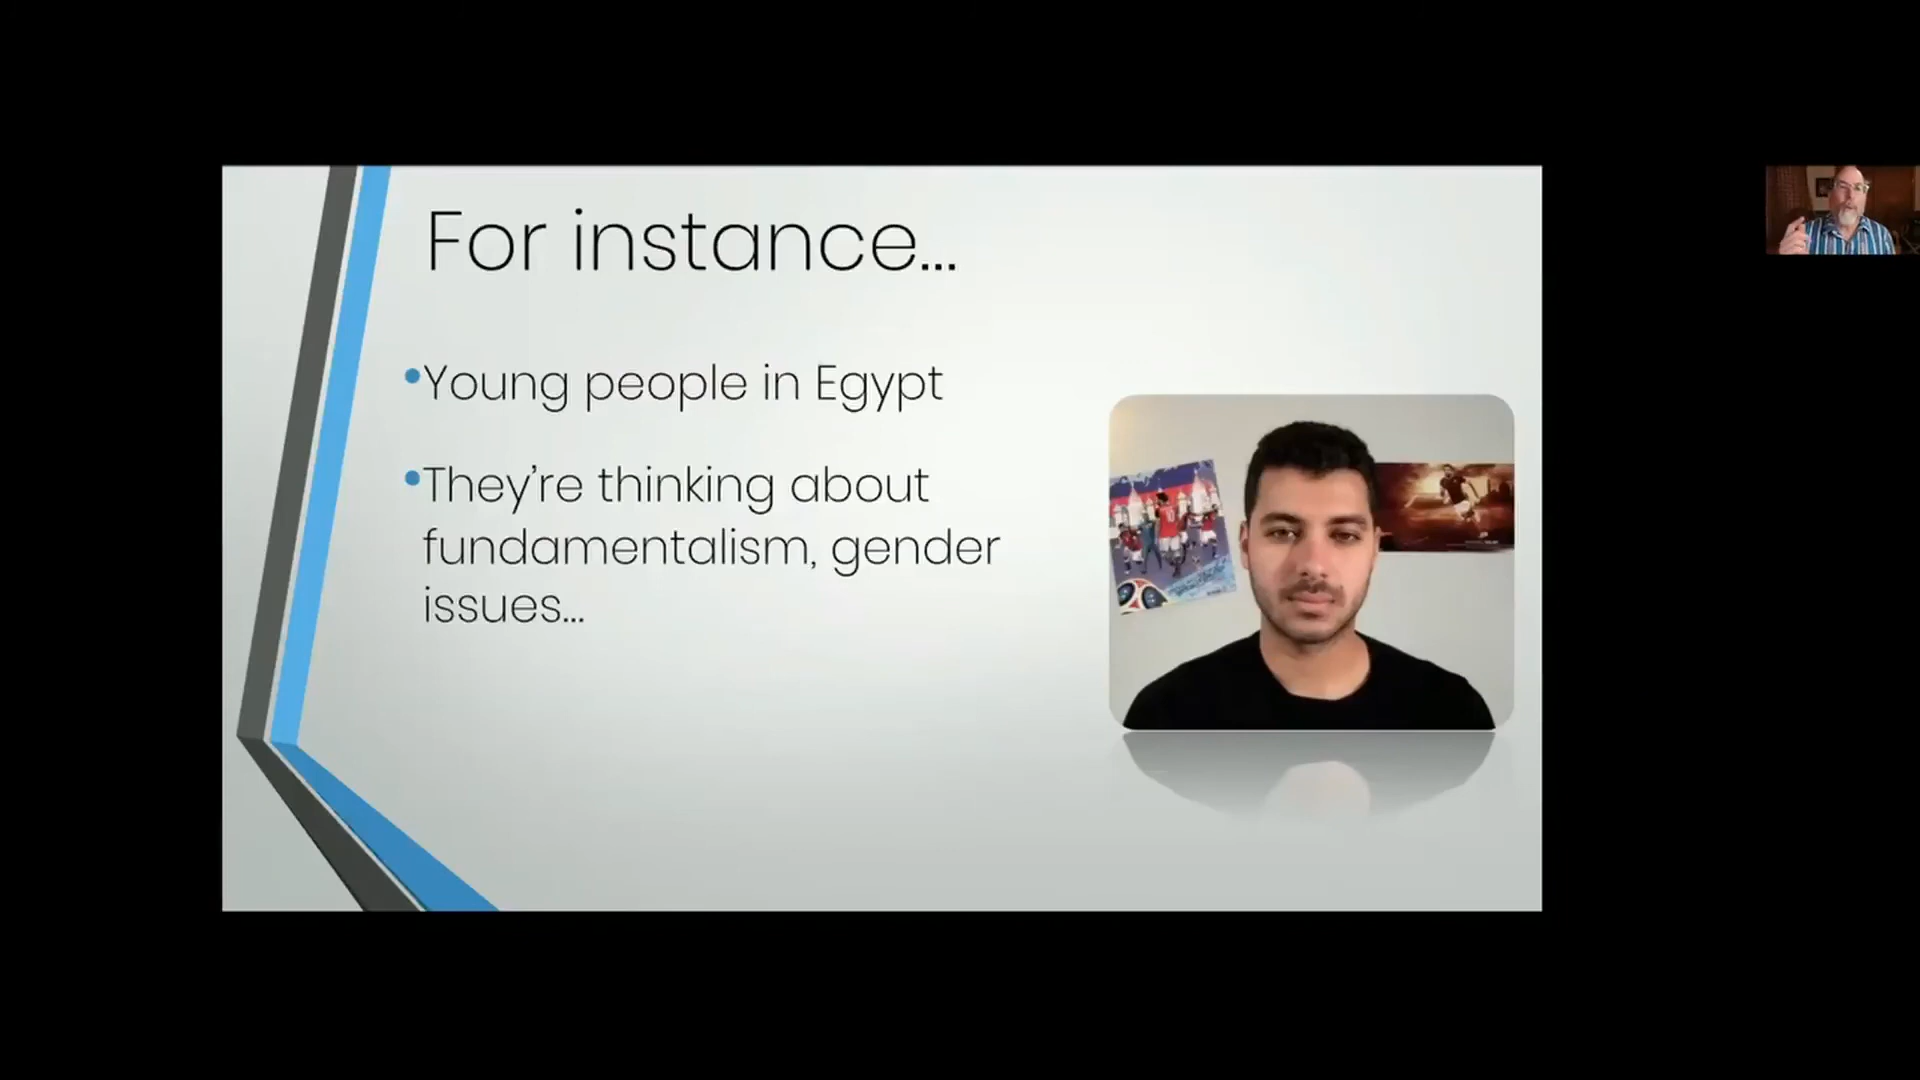 For instance...
•Young people in Egypt
•They're thinking about
fundamentalism, gender
issues...